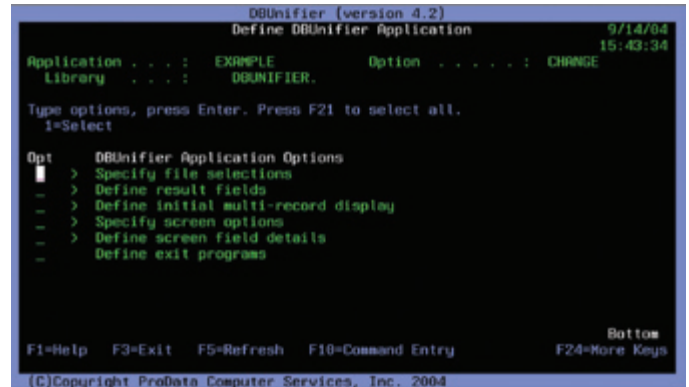 DBUnifier (version 4.2)
Define DBUnifier Application 9/14/04
15:43:34
Application . . . : EXAMPLE Option . . . . . : CHANGE
Library . . . : DBUNIFIER.
Type options, press Enter. Press F21 to select all.
1=Select
Opt DBUnifier Application Options
> Specify file selections
_ > Define result fields
_ > Define initial multi-record display
_ > Specify screen options
_ > Define screen field details
_ Define exit programs
Bottom
F1=Help F3=Exit F5=Refresh F10=Command Entry F24=More Keys
(C)Copyright ProData Computer Services, Inc. 2004